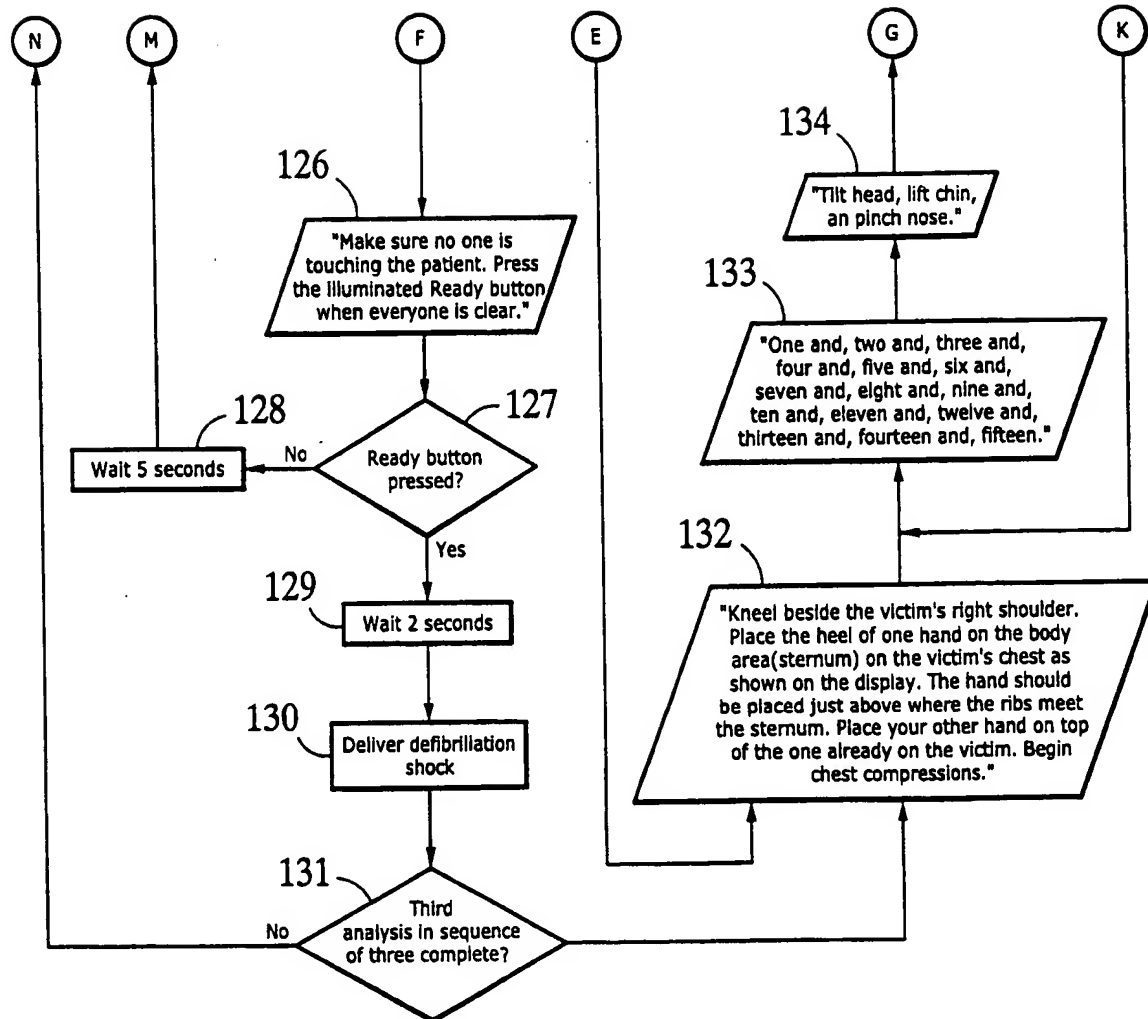 N
M
F
E
G
K
126
"Make sure no one is
touching the patient. Press
the illuminated Ready button
when everyone is clear."
127
Ready button
pressed?
No
128
Wait 5 seconds
Yes
129
Wait 2 seconds
130
Deliver defibriliation
shock
131
Third
analysis in sequence
of three complete?
No
132
"Kneel beside the victim's right shoulder.
Place the heel of one hand on the body
area(sternum) on the victim's chest as
shown on the display. The hand should
be placed just above where the ribs meet
the sternum. Place your other hand on top
of the one already on the victim. Begin
chest compressions."
133
"One and, two and, three and,
four and, five and, six and,
seven and, eight and, nine and,
ten and, eleven and, twelve and,
thirteen and, fourteen and, fifteen."
134
"Tilt head, lift chin,
an pinch nose."